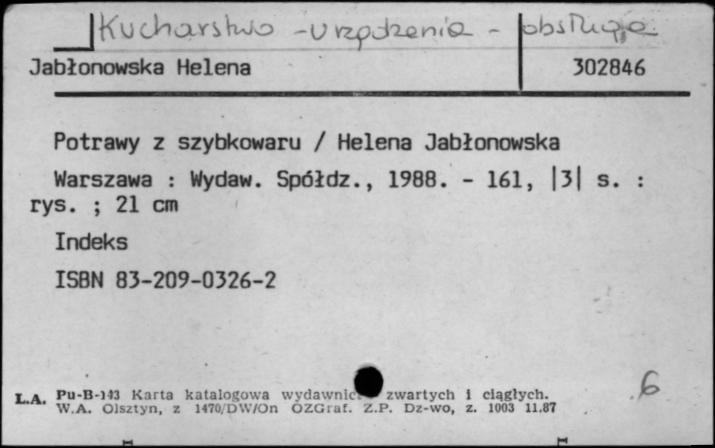 Kucharstwo - urządzenia - obsługa
Jabłonowska Helena 302846
Potrawy z szybkowaru / Helena Jabłonowska
Warszawa : Wydaw. Spółdz., 1988. - 161, |3| s. :
rys. ; 21 cm
Indeks
ISBN 83-209-0326-2
6
L.A. Pu-B-143 Karta katalogowa zwartych i ciągłych.
W.A. Olsztyn, z 1470/DW/On OZGraf. Z.P. Dz-wo, z. 1003 11.87